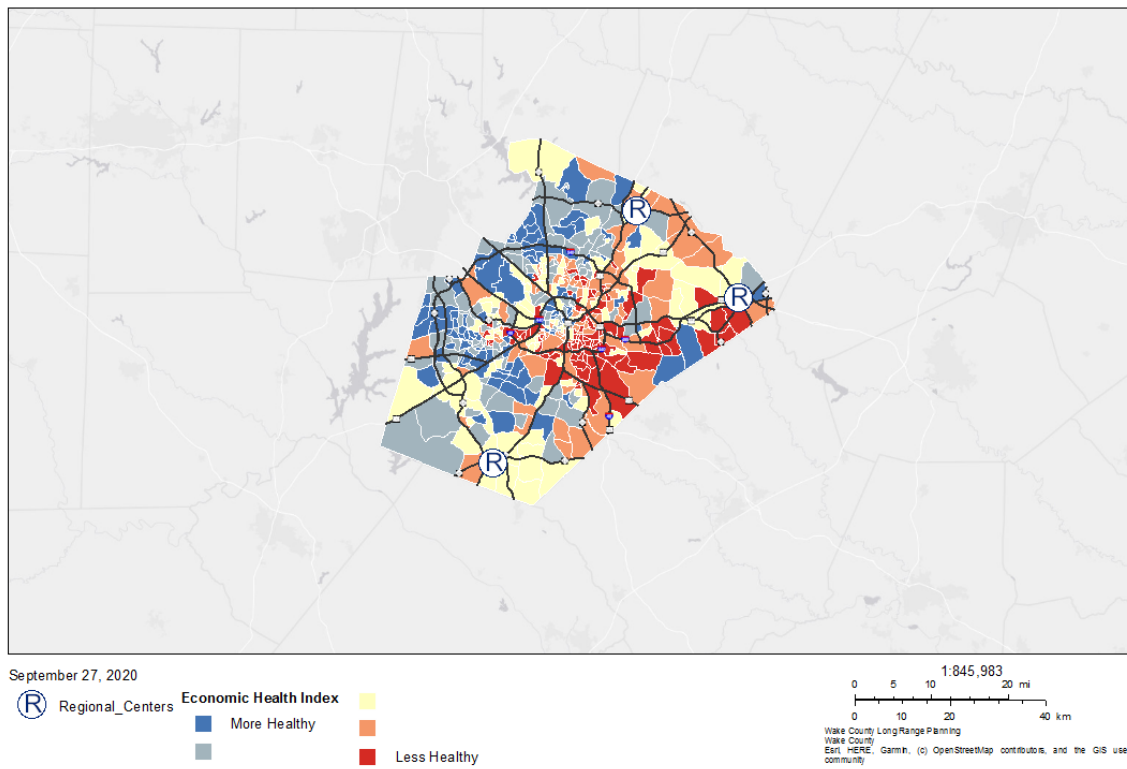 R
R
R
September 27, 2020
R Regional_Centers
Economic Health Index
More Healthy
Less Healthy
1:845,983
0 5 10 20 mi
0 10 20 40 km
Wake County Long Range Planning
Wake County
Esri, HERE, Garmin, (c) OpenStreetMap contributors, and the GIS use
community